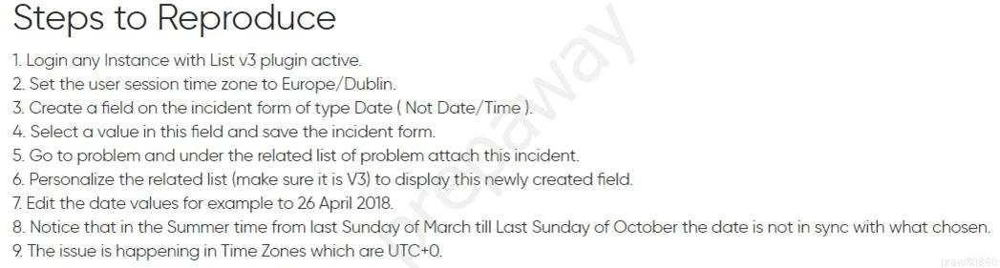 Steps to Reproduce
1. Login any Instance with List v3 plugin active.
2. Set the user session time zone to Europe/Dublin.
3. Create a field on the incident form of type Date ( Not Date/Time ).
4. Select a value in this field and save the incident form.
5. Go to problem and under the related list of problem attach this incident.
6. Personalize the related list (make sure it is V3) to display this newly created field.
7. Edit the date values for example to 26 April 2018.
8. Notice that in the Summer time from last Sunday of March till Last Sunday of October the date is not in sync with what chosen.
9. The issue is happening in Time Zones which are UTC+0.
prepaway